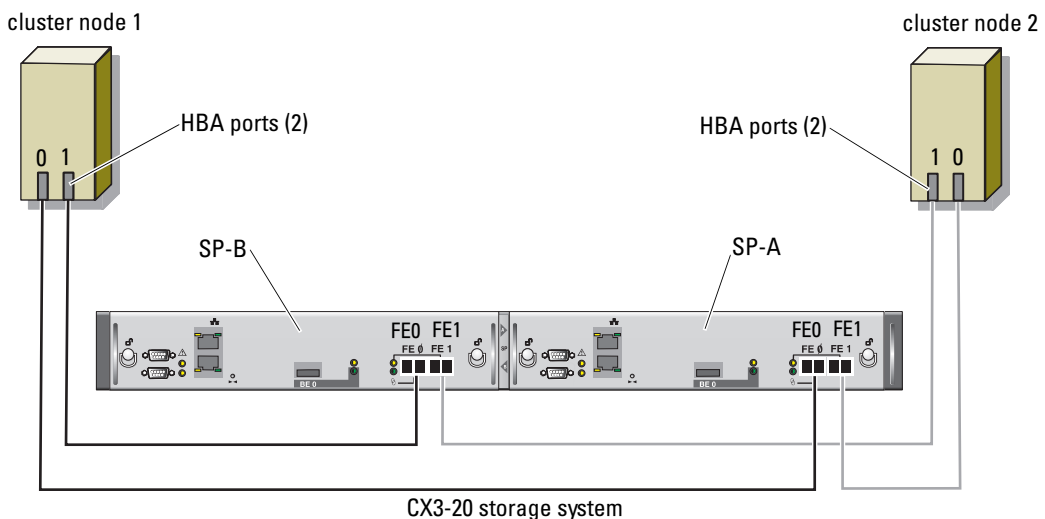 cluster node 1
cluster node 2
HBA ports (2)
HBA ports (2)
0 1
1 0
SP-B
SP-A
FE0 FE1
FE0 FE1
FE 0 FE 1
SP
FE 0 FE 1
BE 0
BE 0
CX3-20 storage system